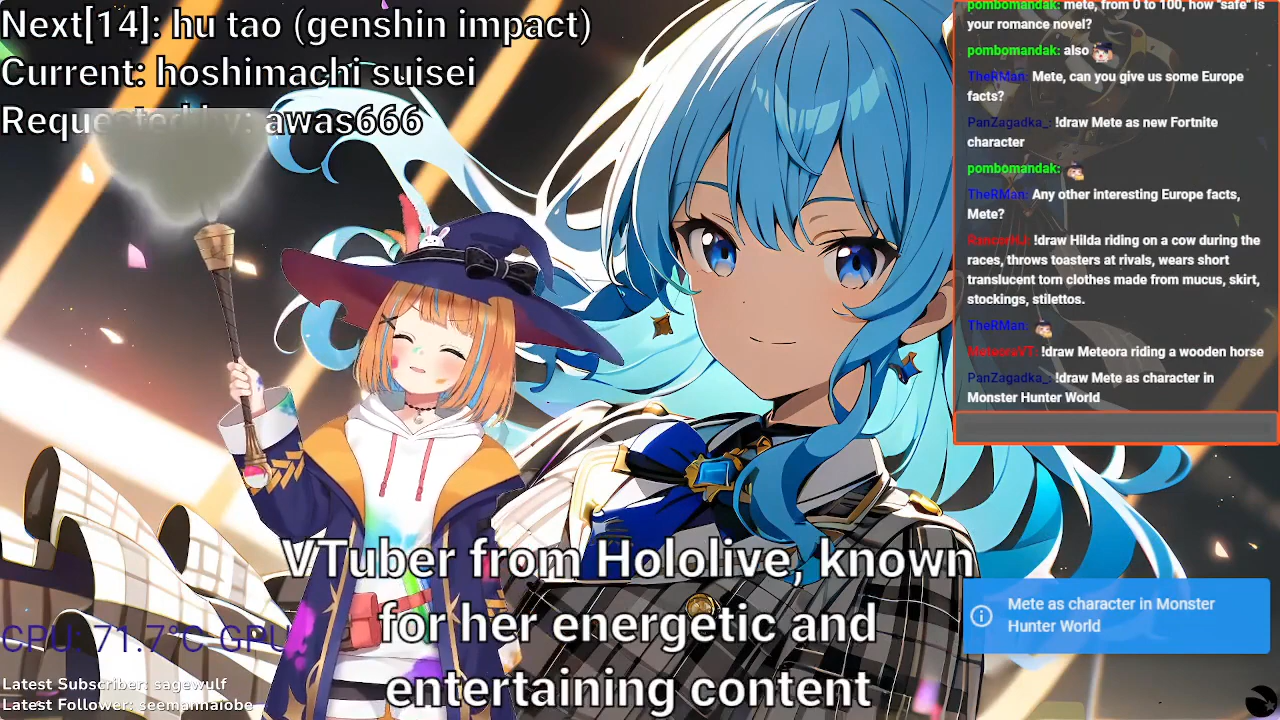 Next[14]: hu tao (genshin impact)
Current: hoshimachi suisei
Requested by: awas666
pombomandak: mete, from 0 to 100, how "safe" is
your romance novel?
pombomandak: also
TheRMan: Mete, can you give us some Europe
facts?
PanZagadka_: !draw Mete as new Fortnite
character
pombomandak:
TheRMan: Any other interesting Europe facts,
Mete?
!draw Hilda riding on a cow during the
races, throws toasters at rivals, wears short
translucent torn clothes made from mucus, skirt,
stockings, stilettos.
TheRMan:
MeteoraVT: !draw Meteora riding a wooden horse
PanZagadka_: !draw Mete as character in
Monster Hunter World
VTuber from Hololive, known
for her energetic and
entertaining content
Mete as character in Monster
Hunter World
CPU: 71.7°C GPU
Latest Subscriber: sagewulf
Latest Follower: seemannaiobe